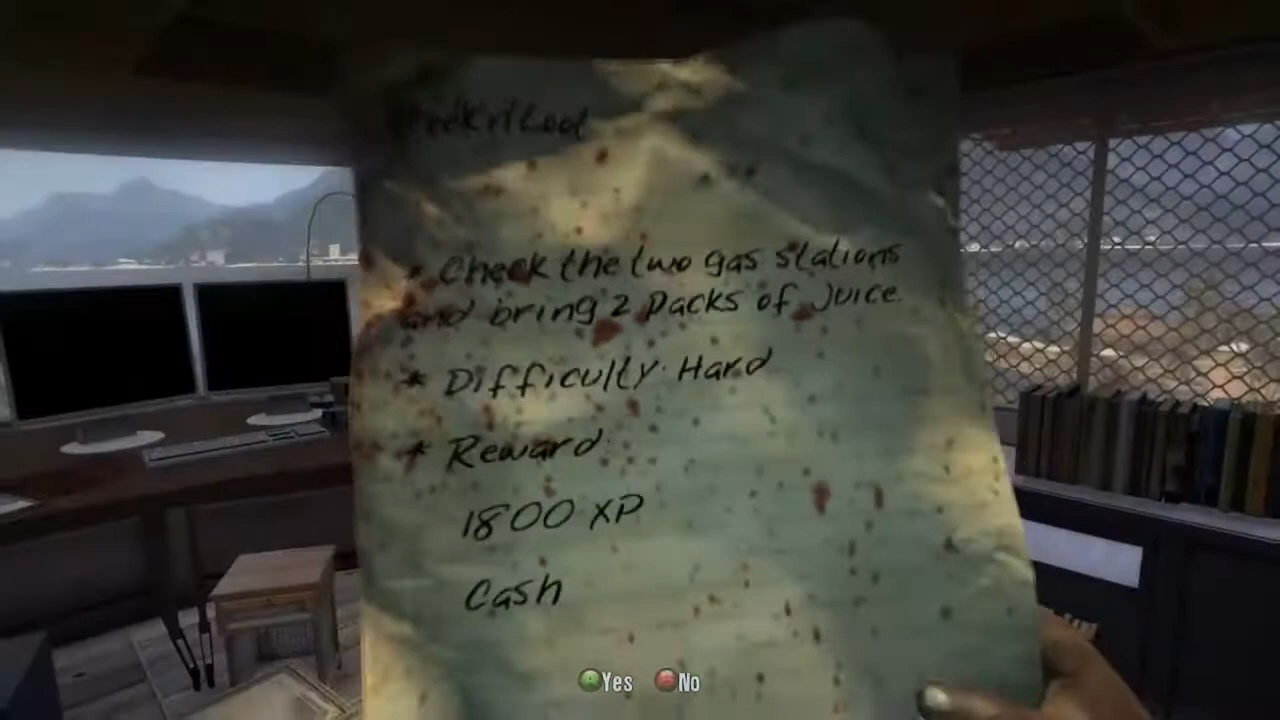 * Check the two gas stations
and bring 2 packs of juice
* Difficulty: Hard
* Reward:
1800 XP
Cash
Yes No